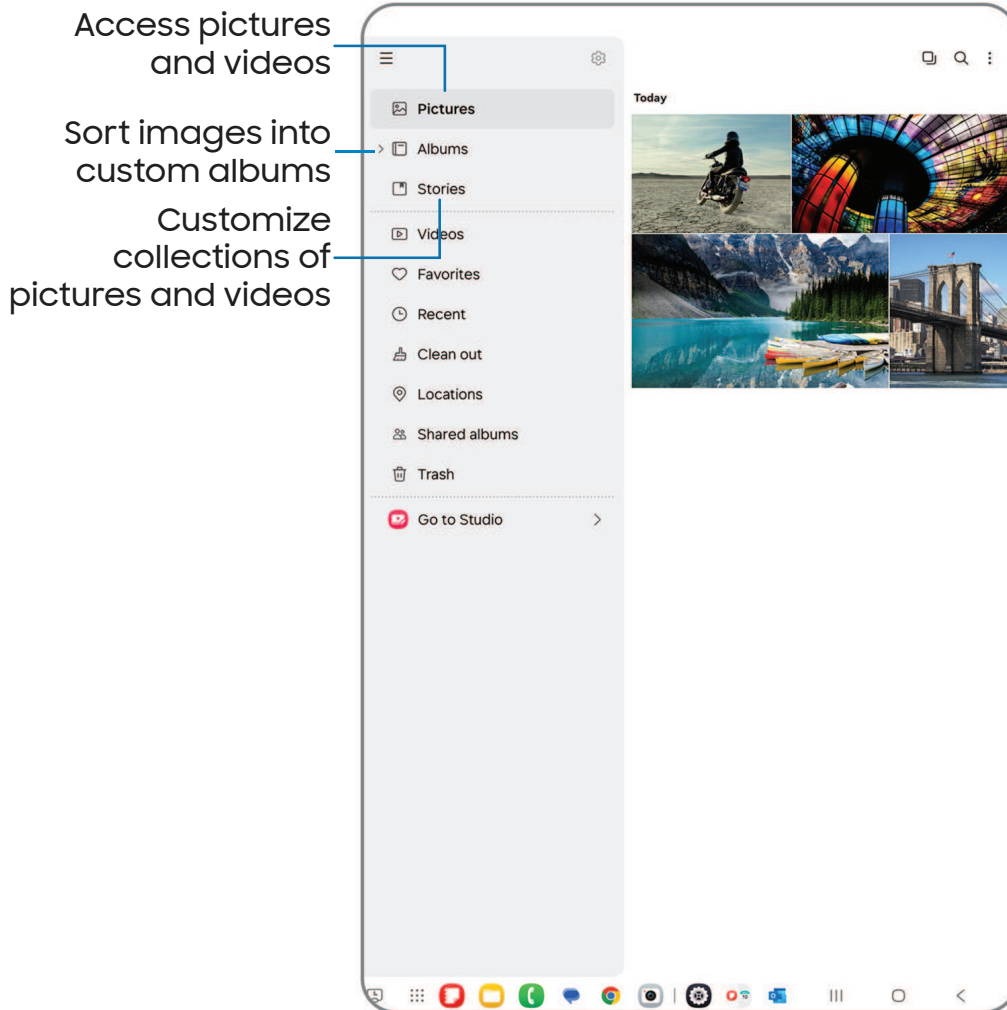 Access pictures
and videos
Sort images into
custom albums
Customize
collections of
pictures and videos
Pictures
Albums
Stories
Videos
Favorites
Recent
Clean out
Locations
Shared albums
Trash
Go to Studio
Today